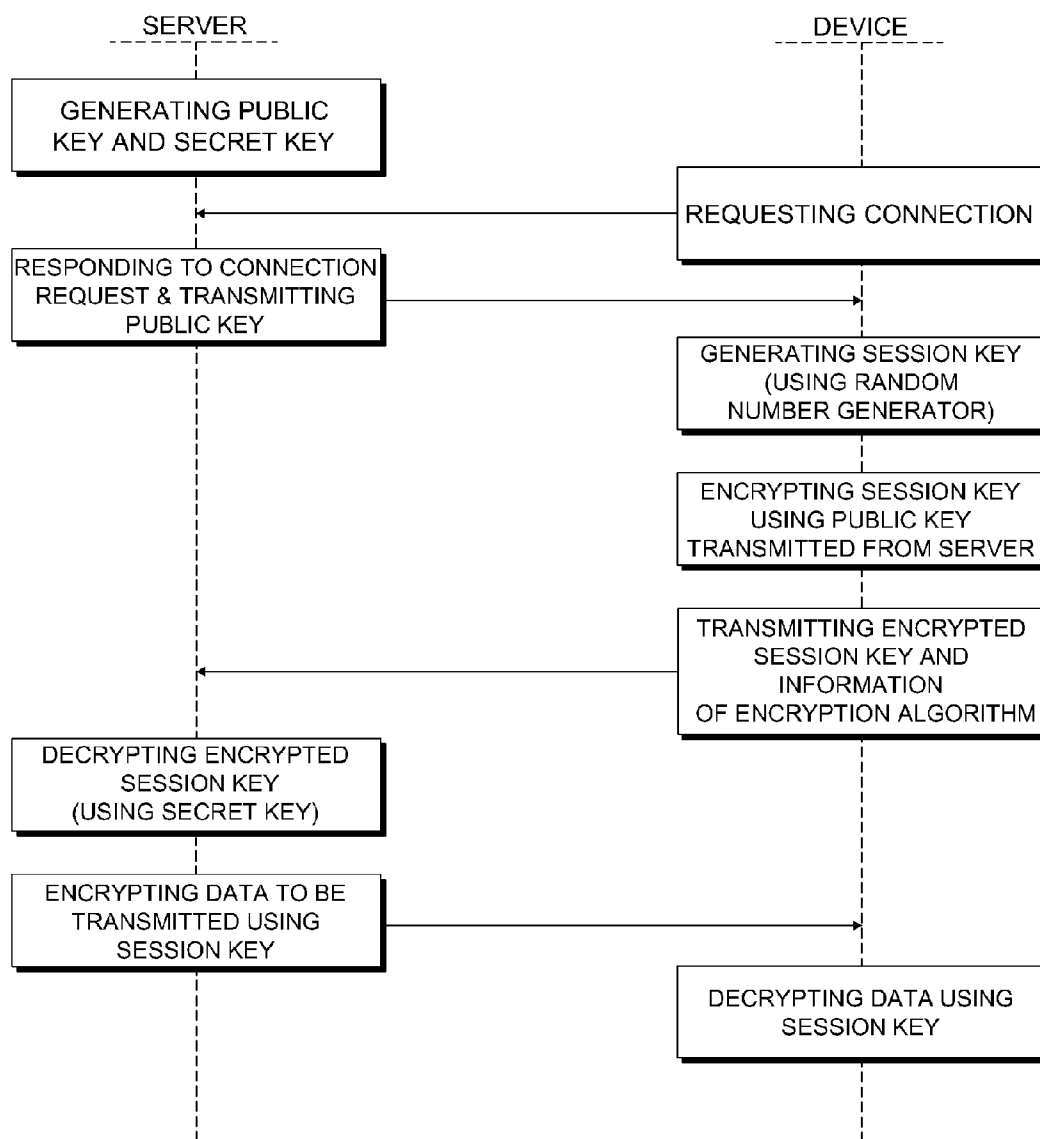 SERVER
DEVICE
GENERATING PUBLIC
KEY AND SECRET KEY
REQUESTING CONNECTION
RESPONDING TO CONNECTION
REQUEST & TRANSMITTING
PUBLIC KEY
GENERATING SESSION KEY
(USING RANDOM
NUMBER GENERATOR)
ENCRYPTING SESSION KEY
USING PUBLIC KEY
TRANSMITTED FROM SERVER
TRANSMITTING ENCRYPTED
SESSION KEY AND
INFORMATION
OF ENCRYPTION ALGORITHM
DECRYPTING ENCRYPTED
SESSION KEY
(USING SECRET KEY)
ENCRYPTING DATA TO BE
TRANSMITTED USING
SESSION KEY
DECRYPTING DATA USING
SESSION KEY